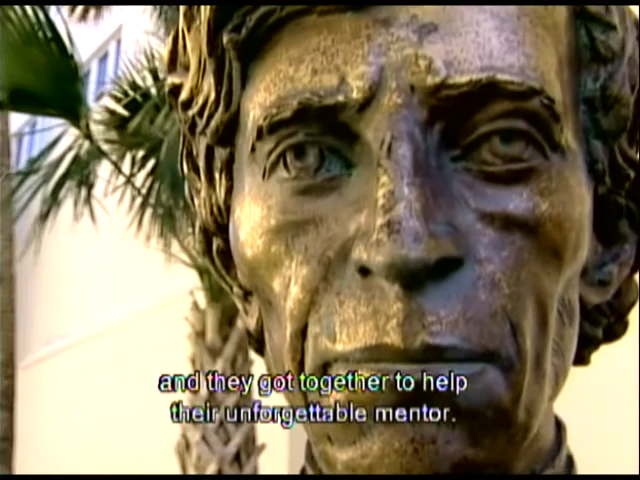 and they got together to help
their unforgettable mentor.